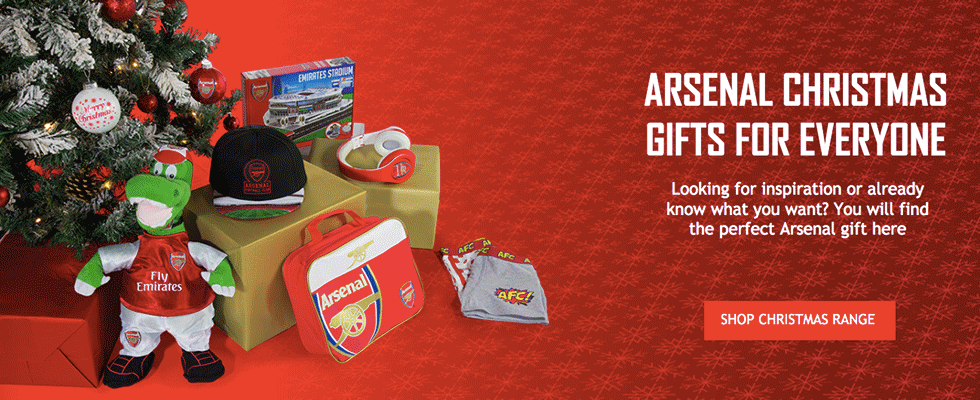 ARSENAL CHRISTMAS
GIFTS FOR EVERYONE
Looking for inspiration or already
know what you want? You will find
the perfect Arsenal gift here
SHOP CHRISTMAS RANGE
EMIRATES STADIUM
Merry
Christmas
ARSENAL
Arsenal
Fly
Emirates
AFC
AFC!